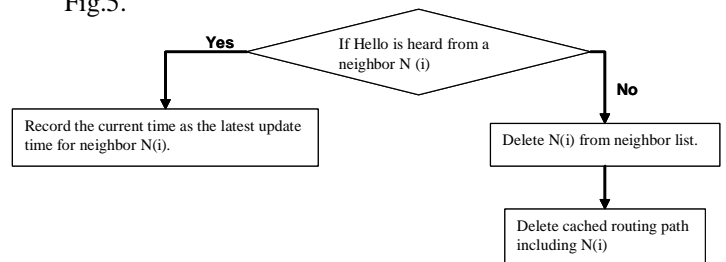 Fig.5.
Yes
If Hello is heard from a
neighbor N (i)
No
Record the current time as the latest update
time for neighbor N(i).
Delete N(i) from neighbor list.
Delete cached routing path
including N(i)